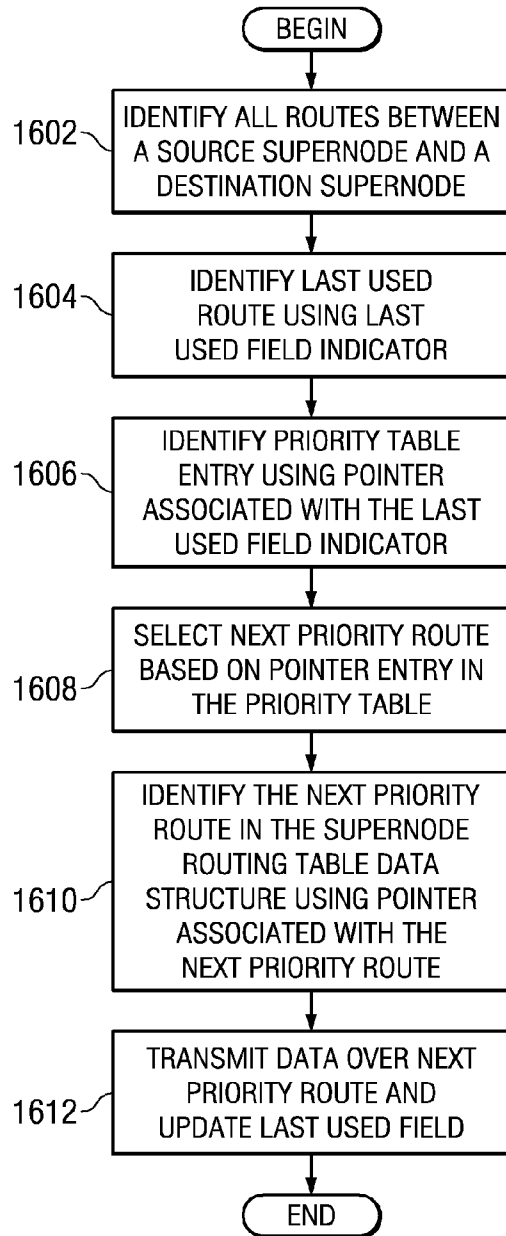 BEGIN
1602
IDENTIFY ALL ROUTES BETWEEN
A SOURCE SUPERNODE AND A
DESTINATION SUPERNODE
1604
IDENTIFY LAST USED
ROUTE USING LAST
USED FIELD INDICATOR
1606
IDENTIFY PRIORITY TABLE
ENTRY USING POINTER
ASSOCIATED WITH THE LAST
USED FIELD INDICATOR
1608
SELECT NEXT PRIORITY ROUTE
BASED ON POINTER ENTRY IN
THE PRIORITY TABLE
1610
IDENTIFY THE NEXT PRIORITY
ROUTE IN THE SUPERNODE
ROUTING TABLE DATA
STRUCTURE USING POINTER
ASSOCIATED WITH THE
NEXT PRIORITY ROUTE
1612
TRANSMIT DATA OVER NEXT
PRIORITY ROUTE AND
UPDATE LAST USED FIELD
END